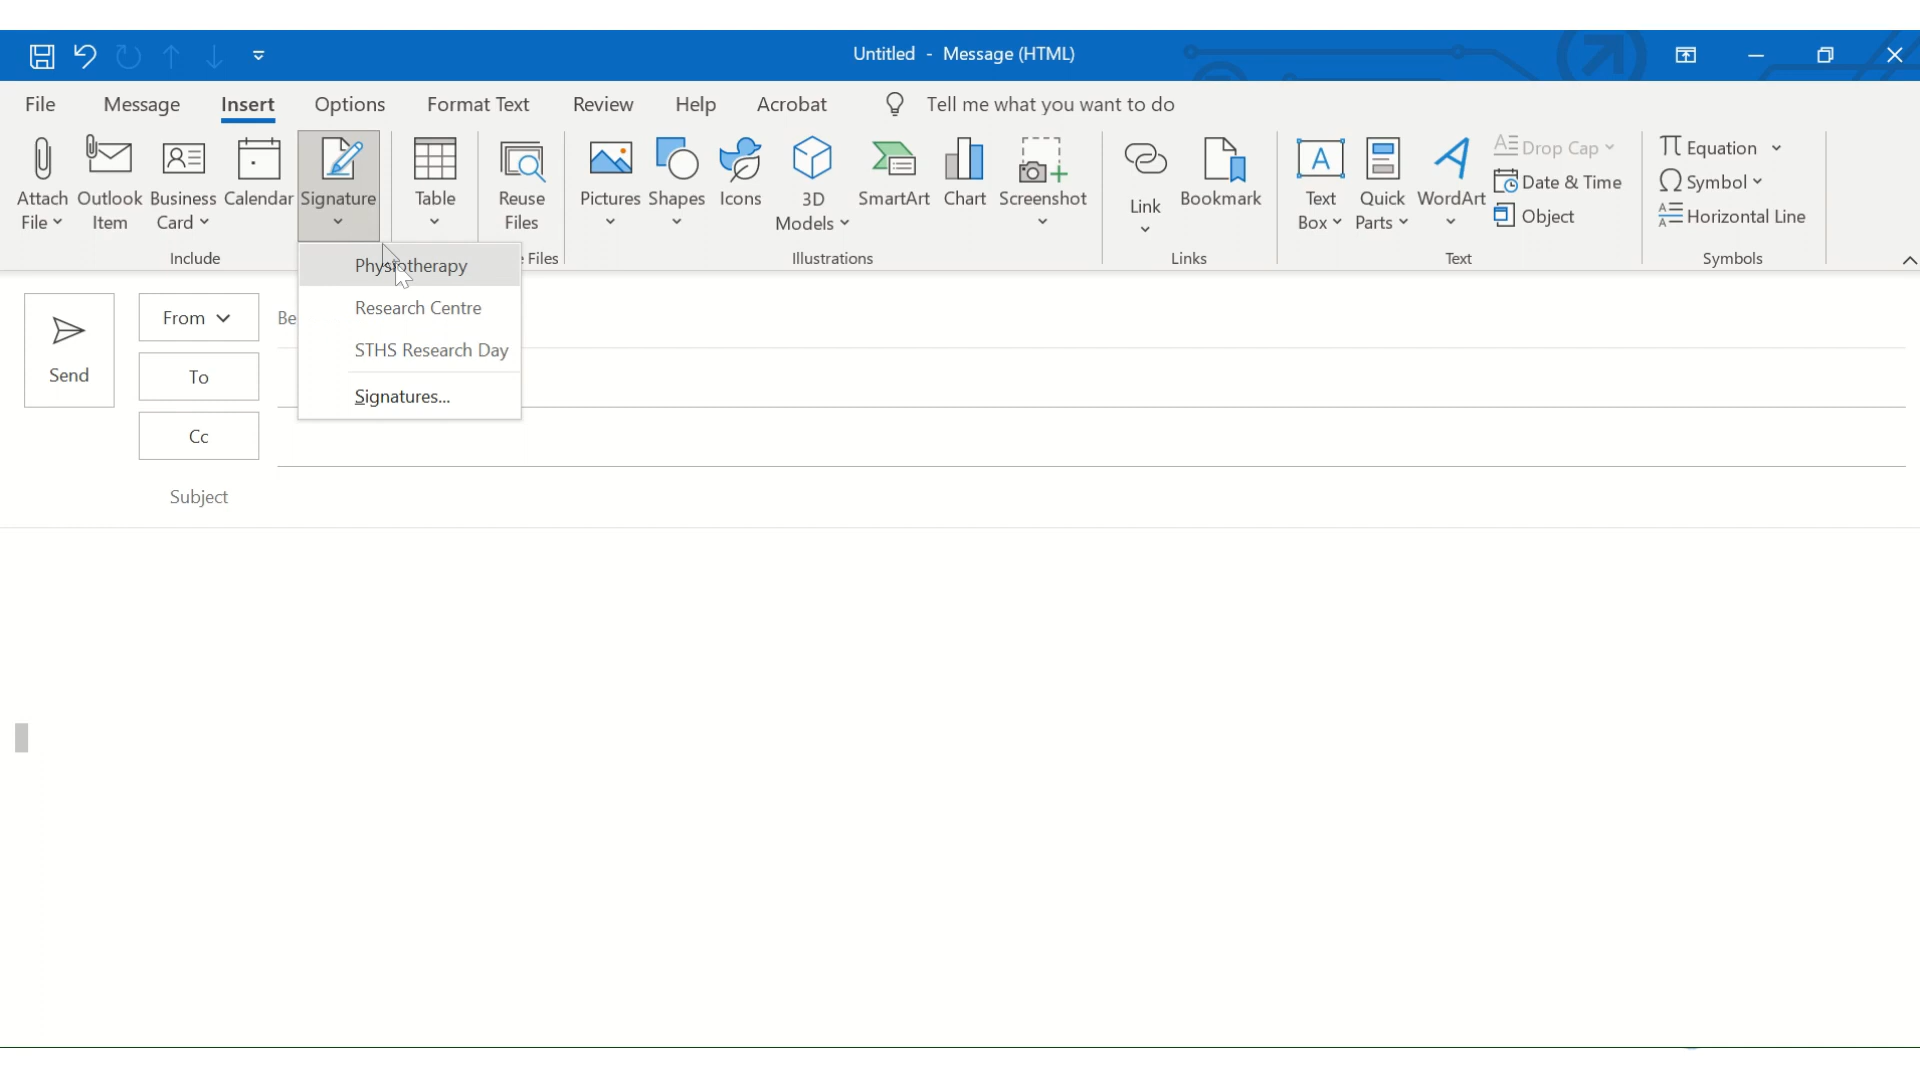 Untitled - Message (HTML)
File Message Insert Options Format Text Review Help Acrobat Tell me what you want to do
Attach File
Outlook Item
Business Card
Calendar
Signature
Table
Reuse Files
Pictures
Shapes
Icons
3D Models
SmartArt
Chart
Screenshot
Link
Bookmark
Text Box
Quick Parts
WordArt
Drop Cap
Date & Time
Object
Equation
Symbol
Horizontal Line
Include
Files
Illustrations
Links
Text
Symbols
Physiotherapy
Research Centre
STHS Research Day
Signatures...
Send
From
Be
To
Cc
Subject